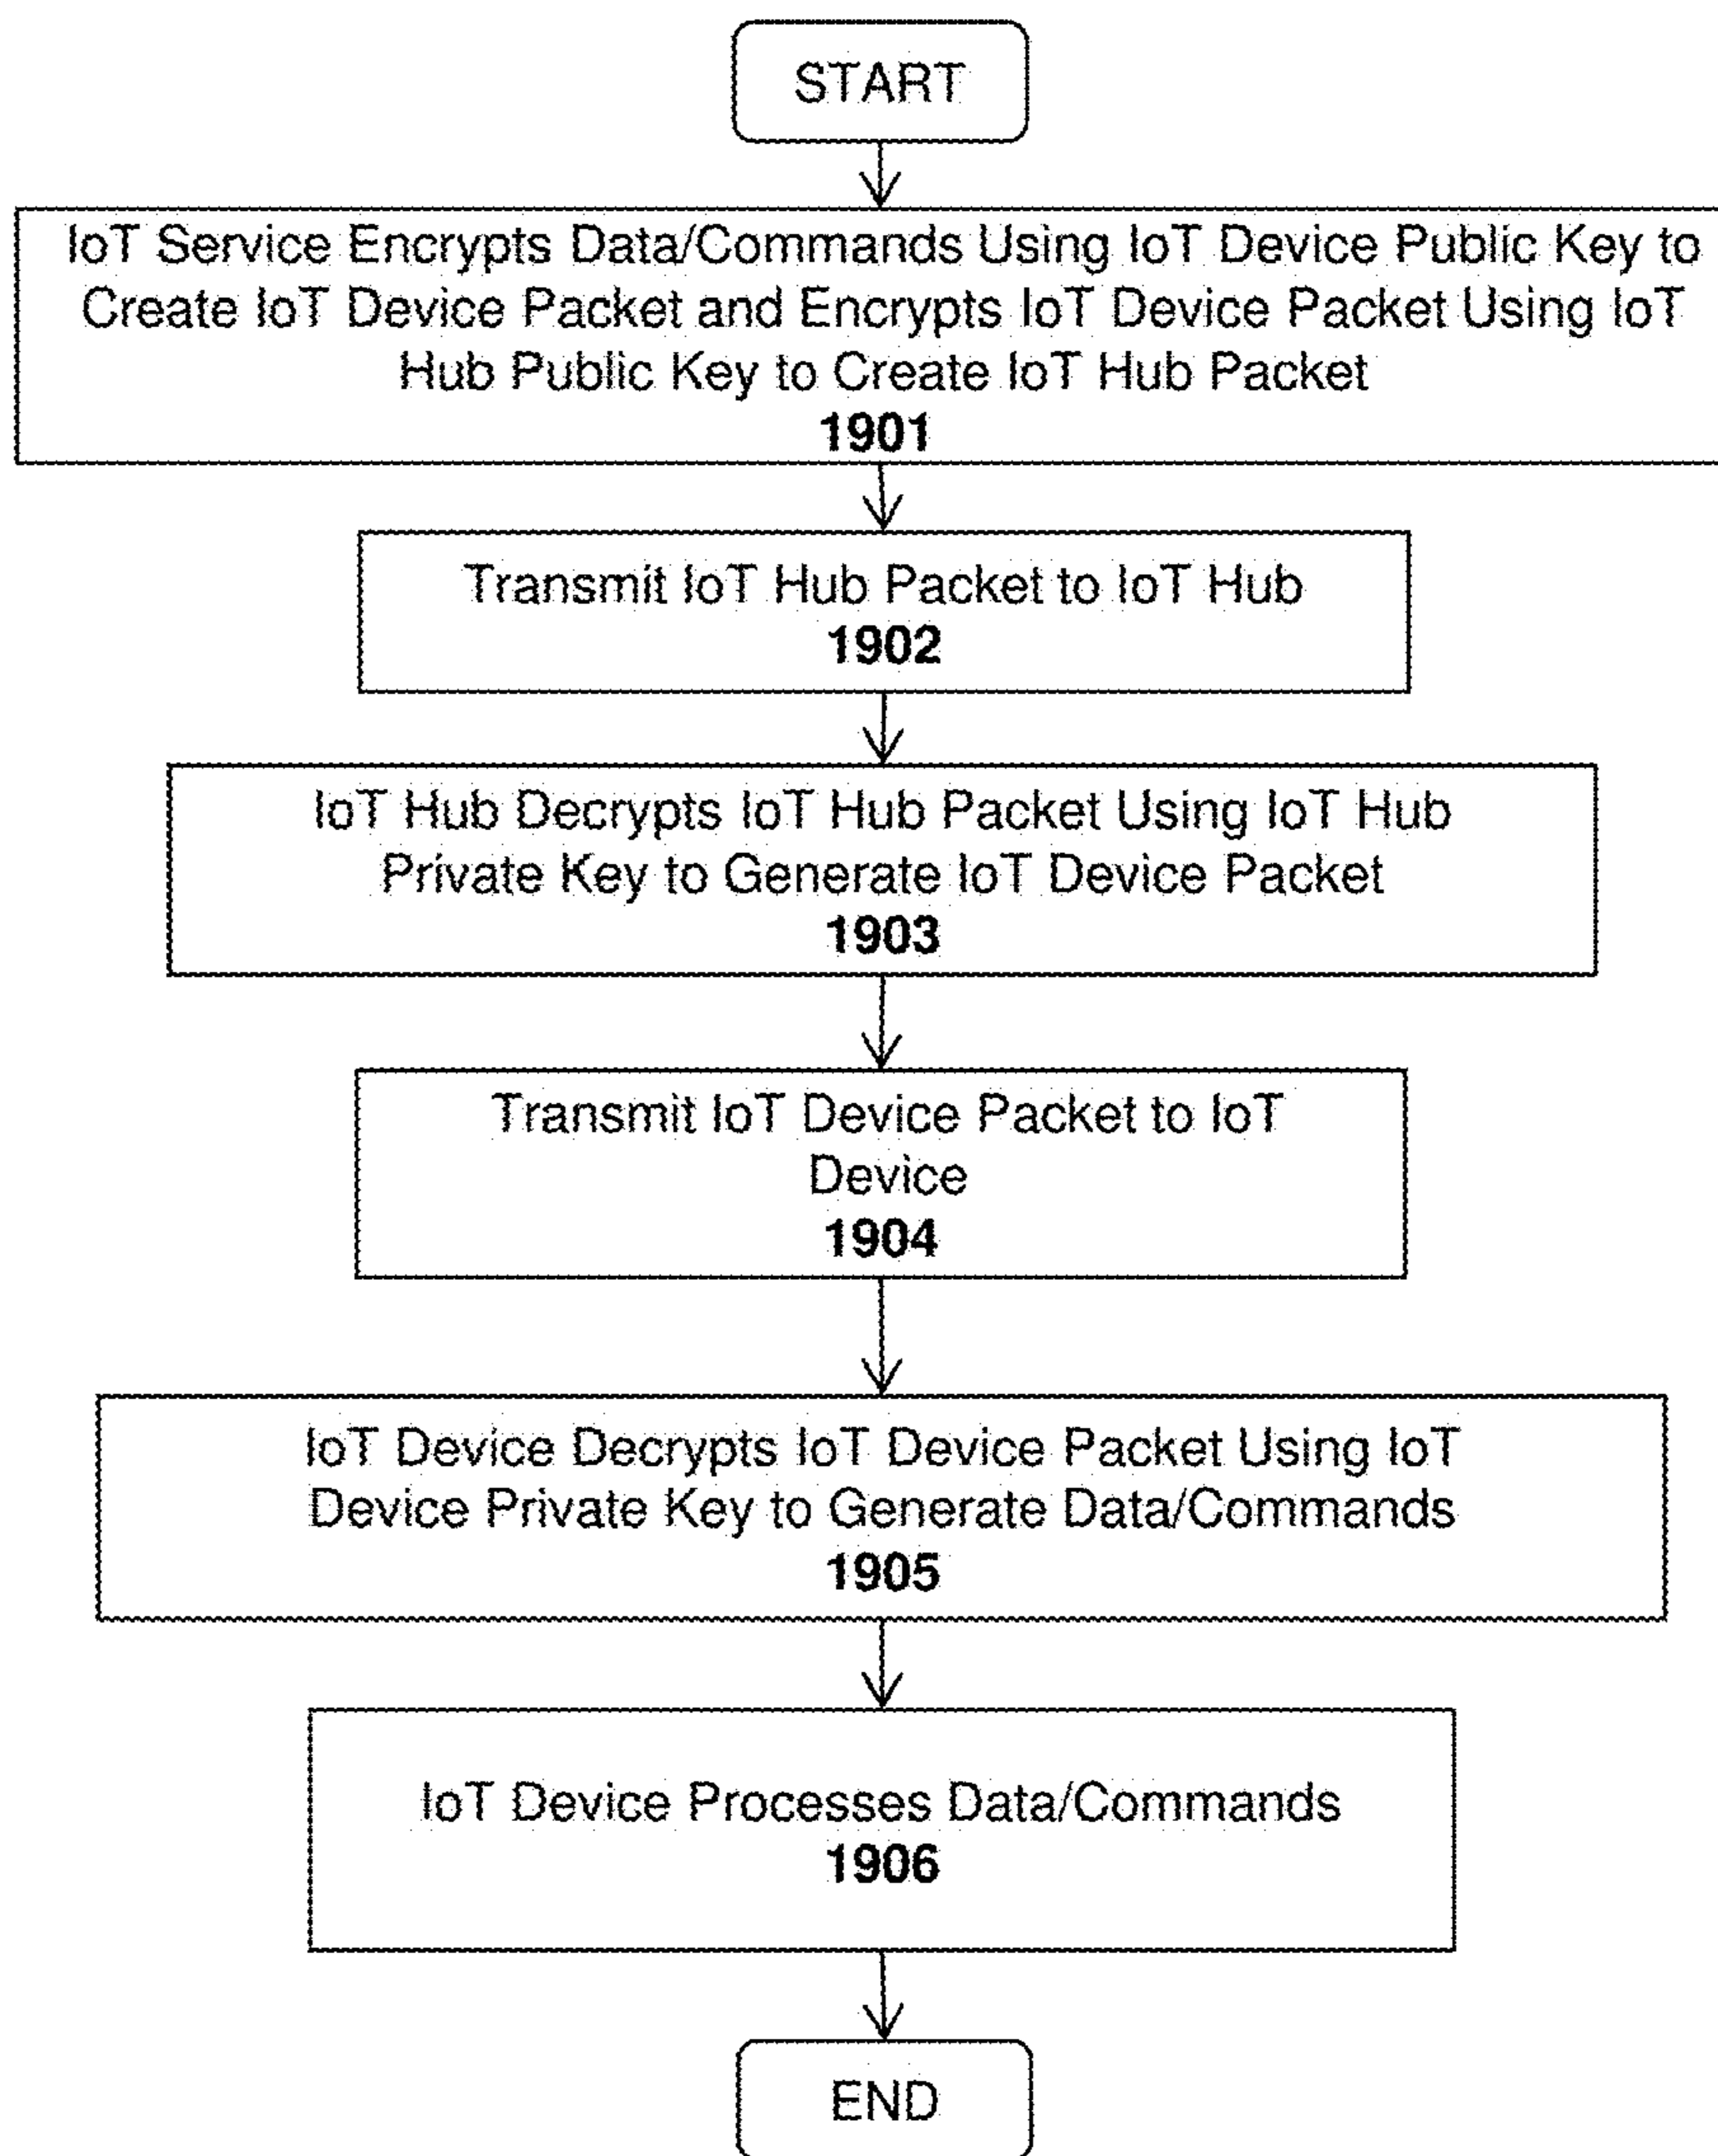 START
IoT Service Encrypts Data/Commands Using IoT Device Public Key to
Create IoT Device Packet and Encrypts IoT Device Packet Using IoT
Hub Public Key to Create IoT Hub Packet
1901
Transmit IoT Hub Packet to IoT Hub
1902
IoT Hub Decrypts IoT Hub Packet Using IoT Hub
Private Key to Generate IoT Device Packet
1903
Transmit IoT Device Packet to IoT
Device
1904
IoT Device Decrypts IoT Device Packet Using IoT
Device Private Key to Generate Data/Commands
1905
IoT Device Processes Data/Commands
1906
END